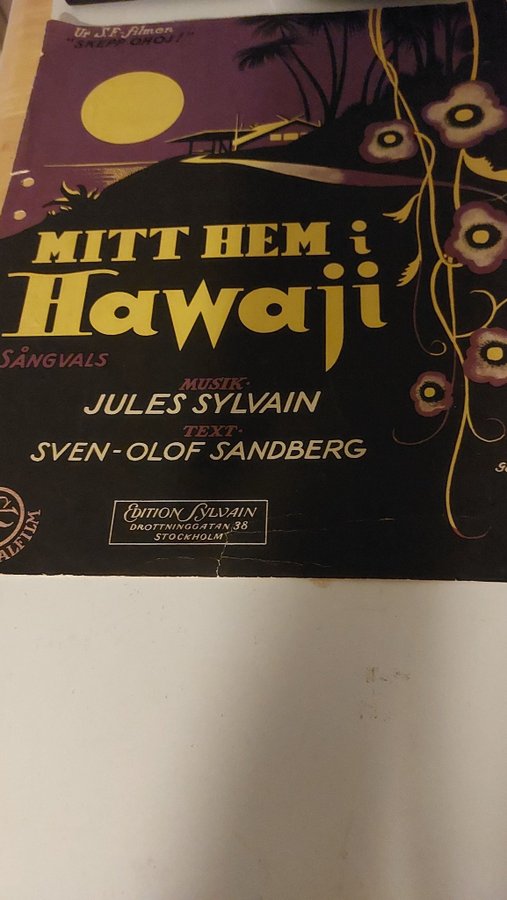 Ur S.F.-filmen
"SKEPP OHOJ!"
MITT HEM i
Hawaji
SÅNGVALS
MUSIK·
JULES SYLVAIN
TEXT·
SVEN-OLOF SANDBERG
EDITION SYLVAIN
DROTTNINGGATAN 38
STOCKHOLM
ALFILM